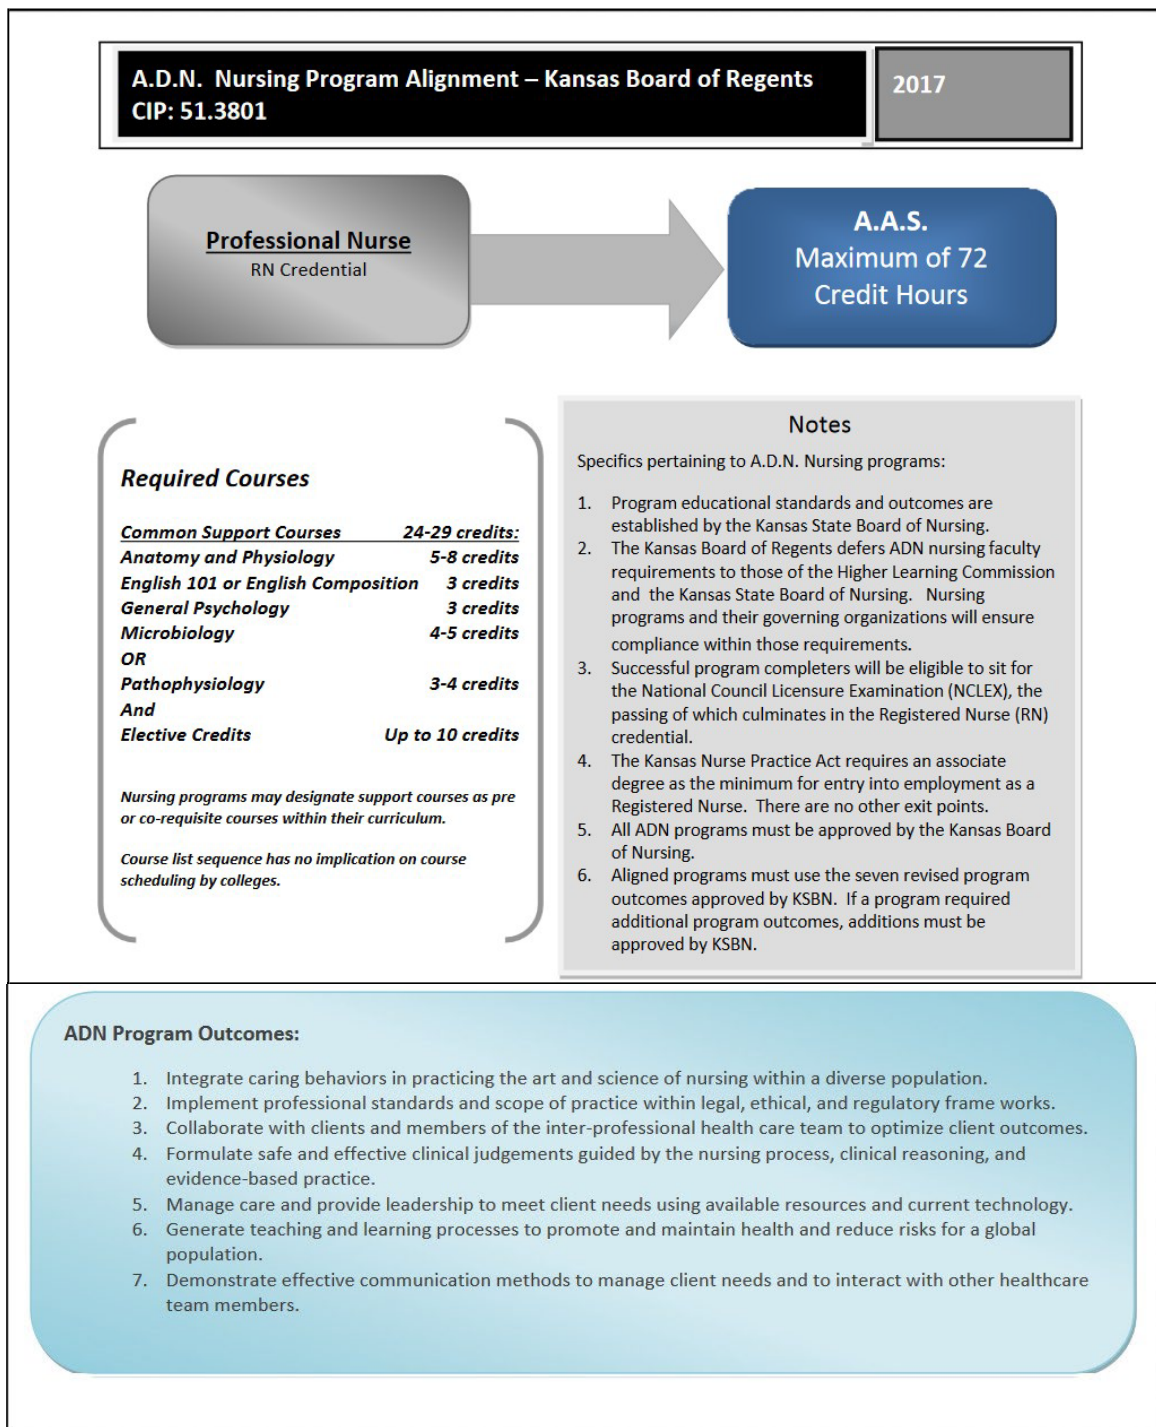 A.D.N. Nursing Program Alignment – Kansas Board of Regents
CIP: 51.3801
2017
Professional Nurse
RN Credential
A.A.S.
Maximum of 72
Credit Hours
Required Courses
Common Support Courses 24-29 credits:
Anatomy and Physiology 5-8 credits
English 101 or English Composition 3 credits
General Psychology 3 credits
Microbiology 4-5 credits
OR
Pathophysiology 3-4 credits
And
Elective Credits Up to 10 credits
Nursing programs may designate support courses as pre
or co-requisite courses within their curriculum.
Course list sequence has no implication on course
scheduling by colleges.
Notes
Specifics pertaining to A.D.N. Nursing programs:
1. Program educational standards and outcomes are
established by the Kansas State Board of Nursing.
2. The Kansas Board of Regents defers ADN nursing faculty
requirements to those of the Higher Learning Commission
and the Kansas State Board of Nursing. Nursing
programs and their governing organizations will ensure
compliance within those requirements.
3. Successful program completers will be eligible to sit for
the National Council Licensure Examination (NCLEX), the
passing of which culminates in the Registered Nurse (RN)
credential.
4. The Kansas Nurse Practice Act requires an associate
degree as the minimum for entry into employment as a
Registered Nurse. There are no other exit points.
5. All ADN programs must be approved by the Kansas Board
of Nursing.
6. Aligned programs must use the seven revised program
outcomes approved by KSBN. If a program required
additional program outcomes, additions must be
approved by KSBN.
ADN Program Outcomes:
1. Integrate caring behaviors in practicing the art and science of nursing within a diverse population.
2. Implement professional standards and scope of practice within legal, ethical, and regulatory frame works.
3. Collaborate with clients and members of the inter-professional health care team to optimize client outcomes.
4. Formulate safe and effective clinical judgements guided by the nursing process, clinical reasoning, and
evidence-based practice.
5. Manage care and provide leadership to meet client needs using available resources and current technology.
6. Generate teaching and learning processes to promote and maintain health and reduce risks for a global
population.
7. Demonstrate effective communication methods to manage client needs and to interact with other healthcare
team members.